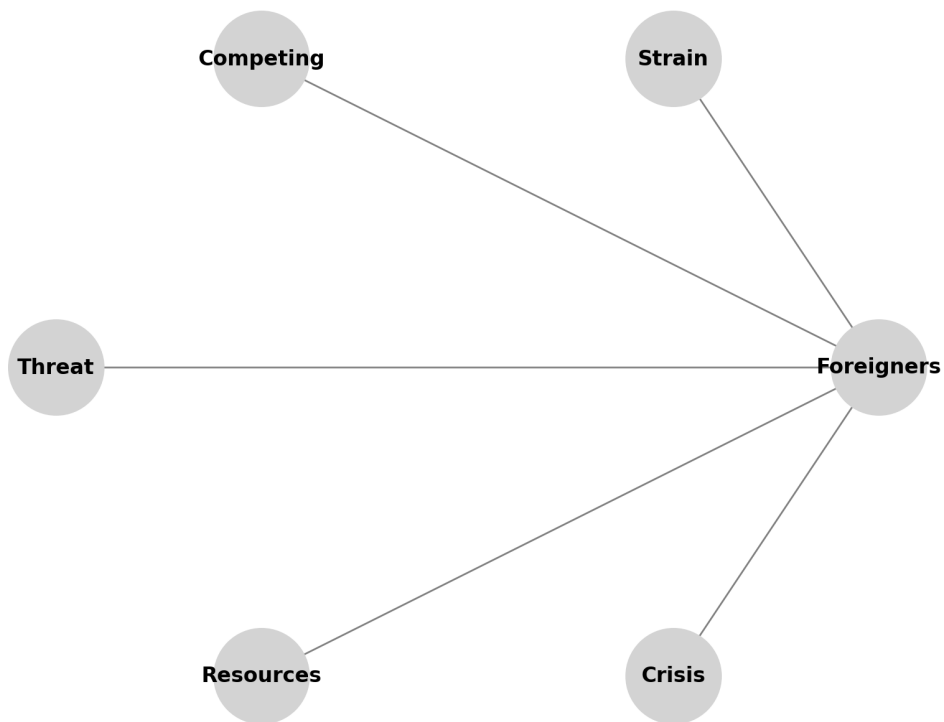 Competing
Strain
Threat
Foreigners
Resources
Crisis